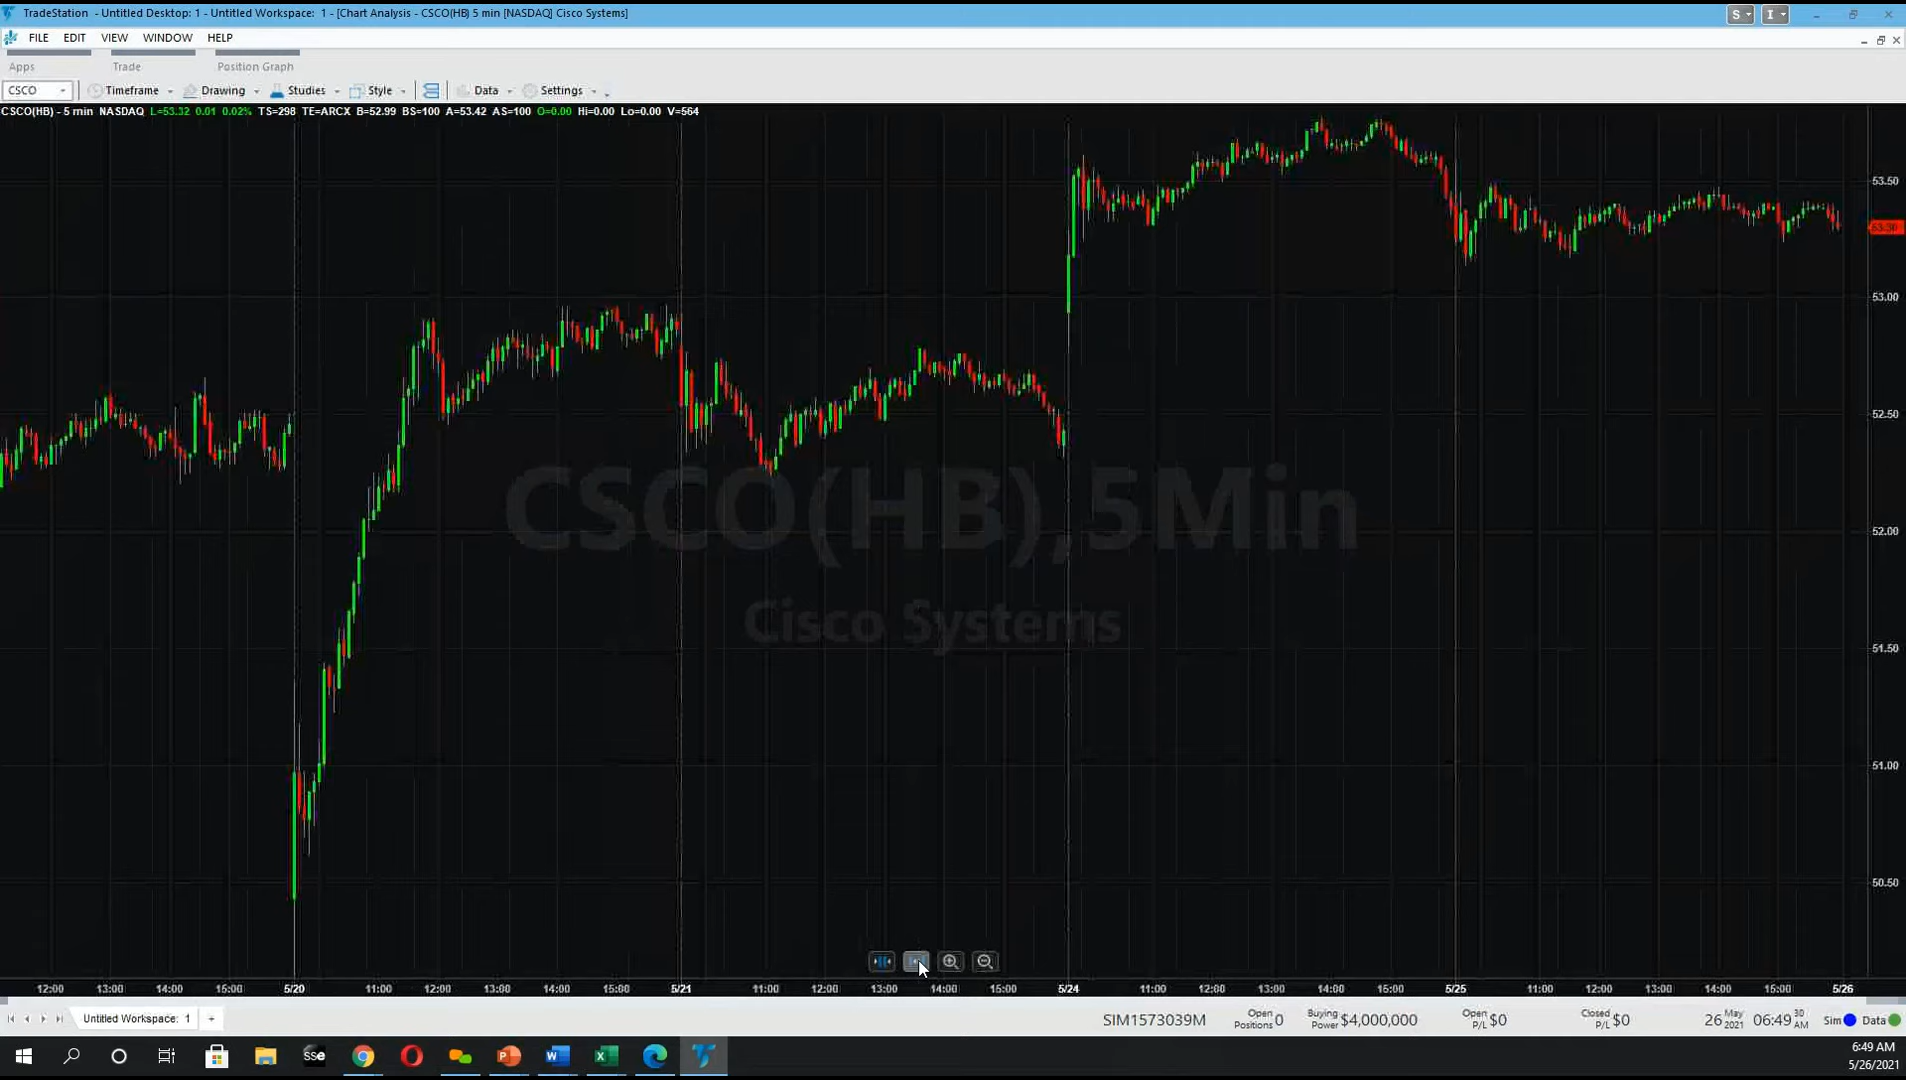 TradeStation - Untitled Desktop: 1 - Untitled Workspace: 1 - [Chart Analysis - CSCO(HB) 5 min [NASDAQ] Cisco Systems]
S I
FILE EDIT VIEW WINDOW HELP
Apps Trade Position Graph
CSCO Timeframe Drawing Studies Style Data Settings
CSCO(HB) - 5 min NASDAQ L=53.32 0.01 0.02% TS=298 TE=ARCX B=52.99 BS=100 A=53.42 AS=100 O=0.00 Hi=0.00 Lo=0.00 V=564
53.50
53.30
53.00
52.50
CSCO(HB),5Min
52.00
Cisco Systems
51.50
51.00
50.50
12:00 13:00 14:00 15:00 5/20 11:00 12:00 13:00 14:00 15:00 5/21 11:00 12:00 13:00 14:00 15:00 5/24 11:00 12:00 13:00 14:00 15:00 5/25 11:00 12:00 13:00 14:00 15:00 5/26
Untitled Workspace: 1 + SIM1573039M Open Positions 0 Buying Power $4,000,000 Open P/L $0 Closed P/L $0 26 May 2021 06:49 30 AM Sim Data
sse
6:49 AM
5/26/2021